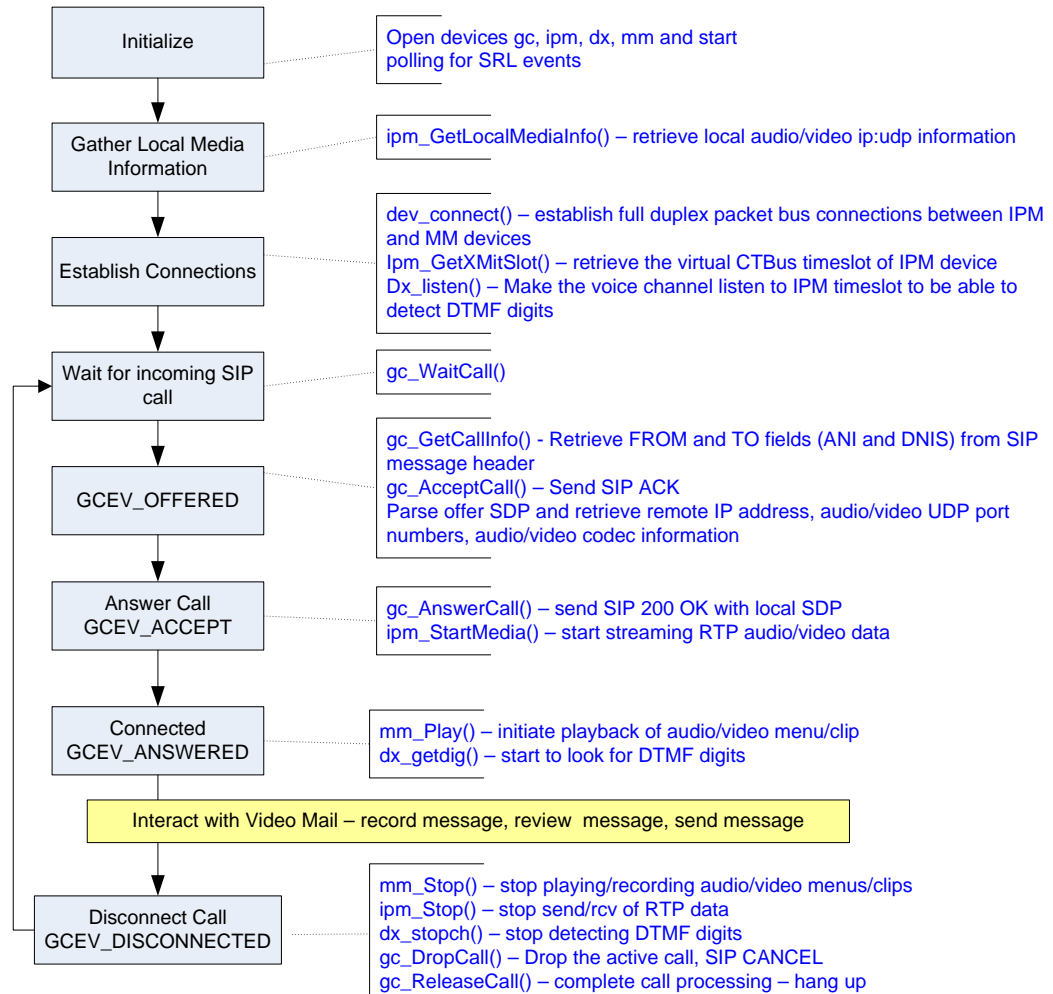 Initialize
Open devices gc, ipm, dx, mm and start
polling for SRL events
Gather Local Media
Information
ipm_GetLocalMediaInfo() – retrieve local audio/video ip:udp information
Establish Connections
dev_connect() – establish full duplex packet bus connections between IPM
and MM devices
Ipm_GetXMitSlot() – retrieve the virtual CTBus timeslot of IPM device
Dx_listen() – Make the voice channel listen to IPM timeslot to be able to
detect DTMF digits
Wait for incoming SIP
call
gc_WaitCall()
GCEV_OFFERED
gc_GetCallInfo() - Retrieve FROM and TO fields (ANI and DNIS) from SIP
message header
gc_AcceptCall() – Send SIP ACK
Parse offer SDP and retrieve remote IP address, audio/video UDP port
numbers, audio/video codec information
Answer Call
GCEV_ACCEPT
gc_AnswerCall() – send SIP 200 OK with local SDP
ipm_StartMedia() – start streaming RTP audio/video data
Connected
GCEV_ANSWERED
mm_Play() – initiate playback of audio/video menu/clip
dx_getdig() – start to look for DTMF digits
Interact with Video Mail – record message, review  message, send message
Disconnect Call
GCEV_DISCONNECTED
mm_Stop() – stop playing/recording audio/video menus/clips
ipm_Stop() – stop send/rcv of RTP data
dx_stopch() – stop detecting DTMF digits
gc_DropCall() – Drop the active call, SIP CANCEL
gc_ReleaseCall() – complete call processing – hang up